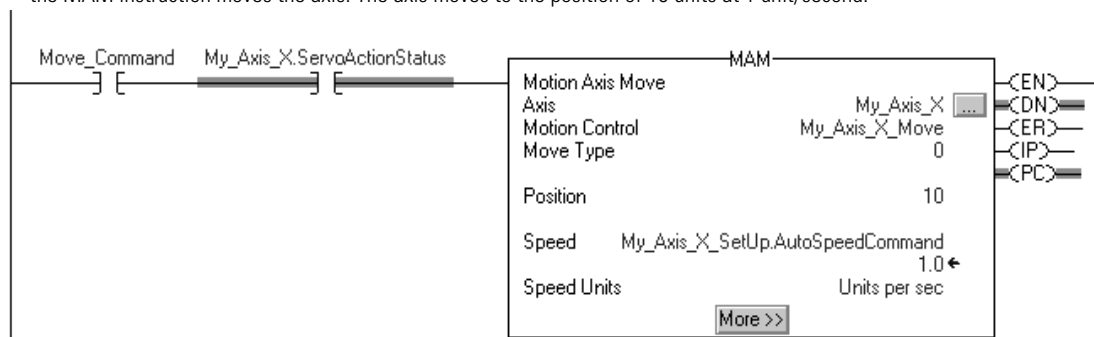 the MAM instruction moves the axis. The axis moves to the position of 10 units at 1 unit/second.
Move_Command My_Axis_X.ServoActionStatus
MAM
Motion Axis Move
Axis My_Axis_X ...
Motion Control My_Axis_X_Move
Move Type 0
Position 10
Speed My_Axis_X_SetUp.AutoSpeedCommand
1.0
Speed Units Units per sec
More >>
EN
DN
ER
IP
PC